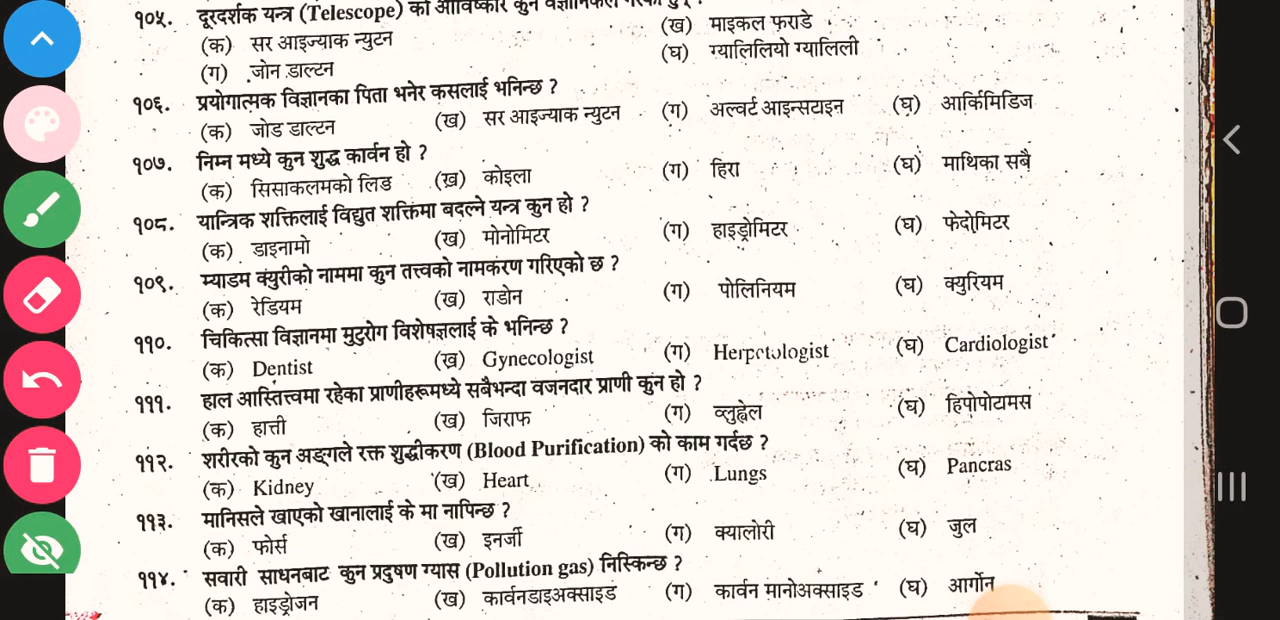 १०५. दूरदर्शक यन्त्र (Telescope) को आविष्कार कुन
(क) सर आइज्याक न्युटन (ख) माइकल फराडे
(ग) जोन डाल्टन (घ) ग्यालिलियो ग्यालिली
१०६. प्रयोगात्मक विज्ञानका पिता भनेर कसलाई भनिन्छ ?
(क) जोड डाल्टन (ख) सर आइज्याक न्युटन (ग) अल्वर्ट आइन्सटाइन (घ) आर्किमिडिज
१०७. निम्न मध्ये कुन शुद्ध कार्वन हो ?
(क) सिसाकलमको लिड (ख) कोइला (ग) हिरा (घ) माथिका सबै
१०८. यान्त्रिक शक्तिलाई विद्युत शक्तिमा बदल्ने यन्त्र कुन हो ?
(क) डाइनामो (ख) मोनोमिटर (ग) हाइड्रोमिटर (घ) फेदोमिटर
१०९. म्याडम क्युरीको नाममा कुन तत्त्वको नामकरण गरिएको छ ?
(क) रेडियम (ख) राडोन (ग) पोलिनियम (घ) क्युरियम
११०. चिकित्सा विज्ञानमा मुटुरोग विशेषज्ञलाई के भनिन्छ ?
(क) Dentist (ख) Gynecologist (ग) Herpetologist (घ) Cardiologist
१११. हाल आस्तित्त्वमा रहेका प्राणीहरूमध्ये सबैभन्दा वजनदार प्राणी कुन हो ?
(क) हात्ती (ख) जिराफ (ग) व्लुह्वेल (घ) हिपोपोटामस
११२. शरीरको कुन अङ्गले रक्त शुद्धीकरण (Blood Purification) को काम गर्दछ ?
(क) Kidney (ख) Heart (ग) Lungs (घ) Pancras
११३. मानिसले खाएको खानालाई के मा नापिन्छ ?
(क) फोर्स (ख) इनर्जी (ग) क्यालोरी (घ) जुल
११४. सवारी साधनबाट कुन प्रदुषण ग्यास (Pollution gas) निस्किन्छ ?
(क) हाइड्रोजन (ख) कार्वनडाइअक्साइड (ग) कार्वन मानोअक्साइड (घ) आर्गोन